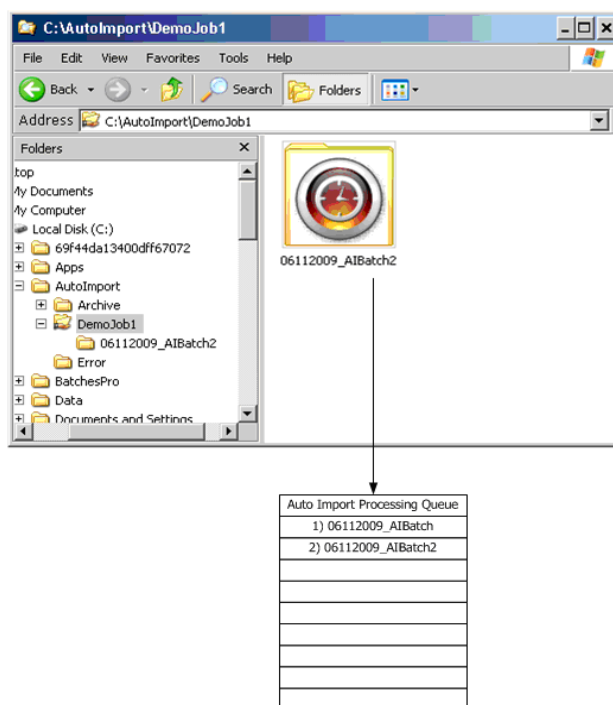 C:\AutoImport\DemoJob1
File Edit View Favorites Tools Help
Back Search Folders
Address C:\AutoImport\DemoJob1
Folders
top
My Documents
My Computer
Local Disk (C:)
69f44da13400dff67072
Apps
AutoImport
Archive
DemoJob1
06112009_AIBatch2
Error
BatchesPro
Data
Documents and Settings
06112009_AIBatch2
Auto Import Processing Queue
1) 06112009_AIBatch
2) 06112009_AIBatch2